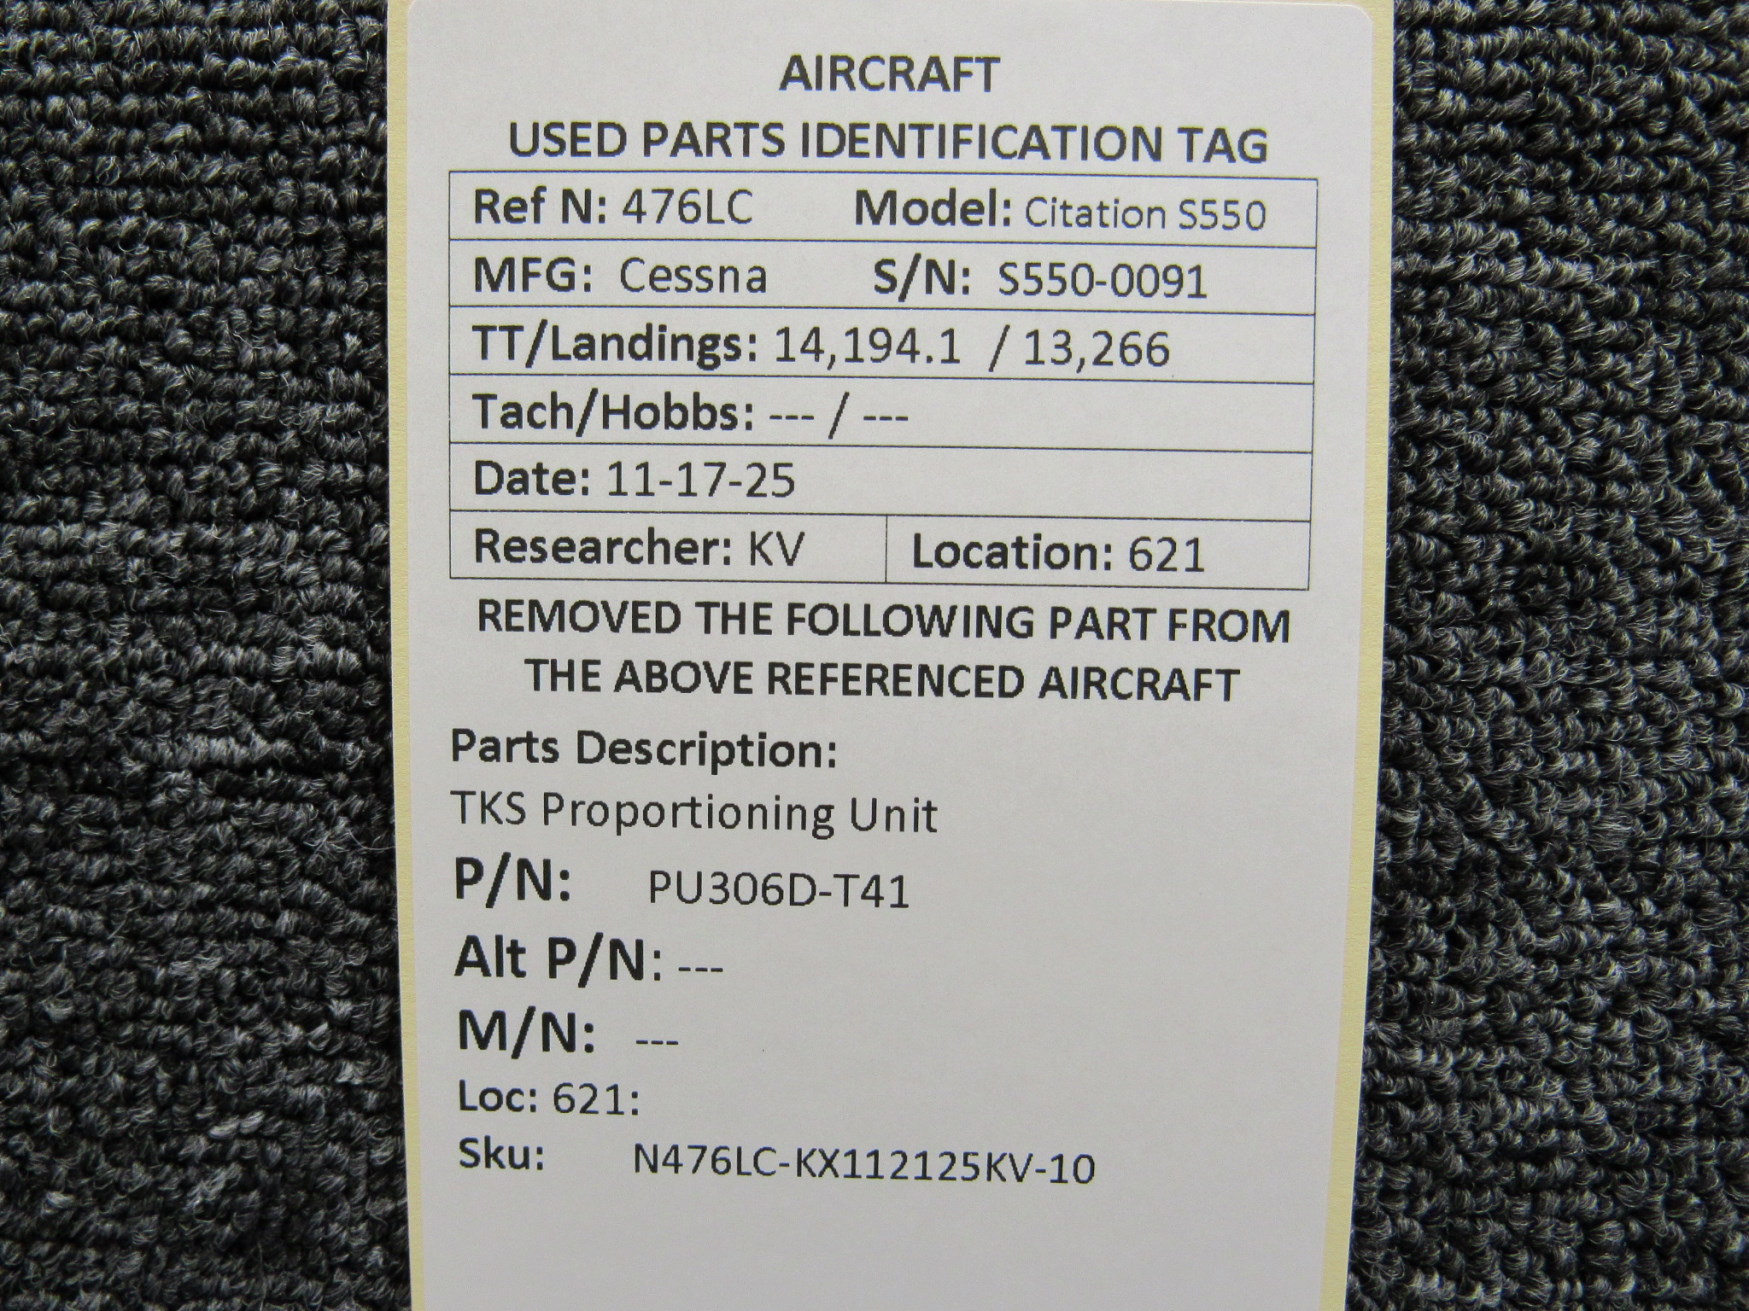 AIRCRAFT
USED PARTS IDENTIFICATION TAG
Ref N: 476LC Model: Citation S550
MFG: Cessna S/N: S550-0091
TT/Landings: 14,194.1 / 13,266
Tach/Hobbs: --- / ---
Date: 11-17-25
Researcher: KV Location: 621
REMOVED THE FOLLOWING PART FROM
THE ABOVE REFERENCED AIRCRAFT
Parts Description:
TKS Proportioning Unit
P/N: PU306D-T41
Alt P/N: ---
M/N: ---
Loc: 621:
Sku: N476LC-KX112125KV-10